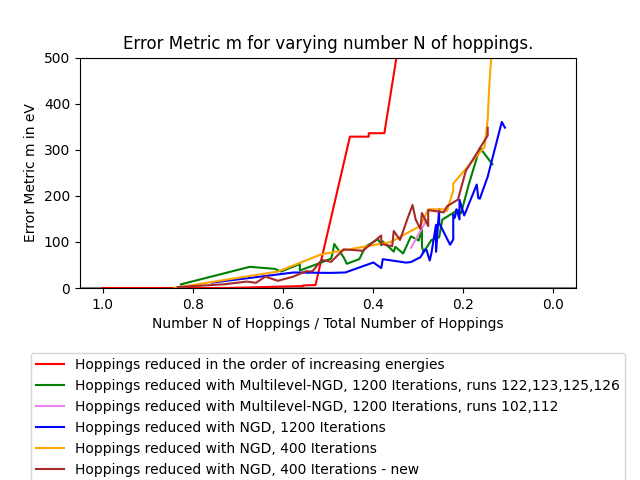 Error Metric m for varying number N of hoppings.
500
400
300
200
100
0
Error Metric m in eV
1.0 0.8 0.6 0.4 0.2 0.0
Number N of Hoppings / Total Number of Hoppings
Hoppings reduced in the order of increasing energies
Hoppings reduced with Multilevel-NGD, 1200 Iterations, runs 122,123,125,126
Hoppings reduced with Multilevel-NGD, 1200 Iterations, runs 102,112
Hoppings reduced with NGD, 1200 Iterations
Hoppings reduced with NGD, 400 Iterations
Hoppings reduced with NGD, 400 Iterations - new